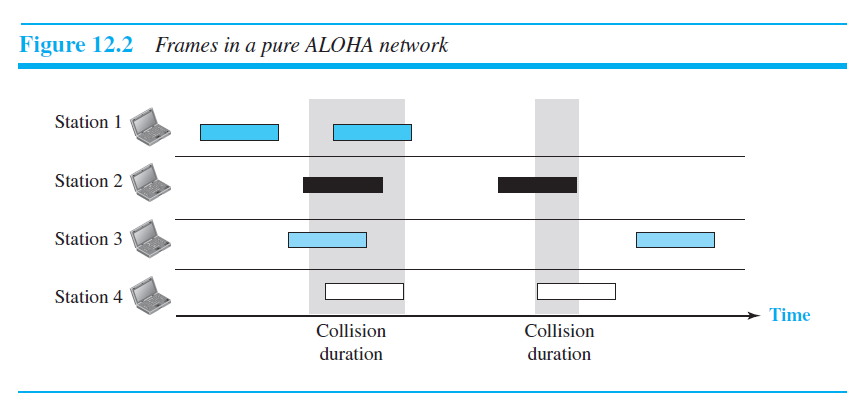 Figure 12.2 Frames in a pure ALOHA network
Station 1
Station 2
Station 3
Station 4
Time
Collision duration
Collision duration